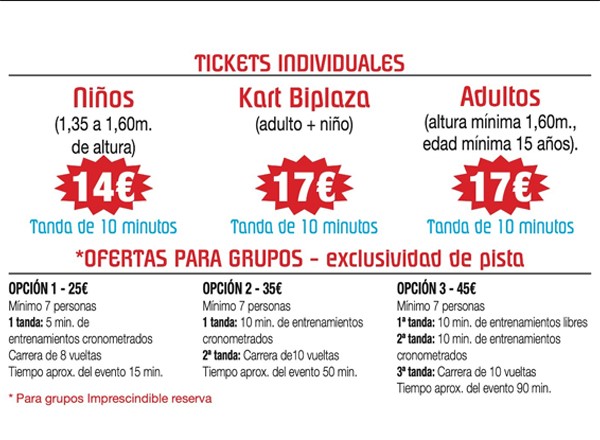 TICKETS INDIVIDUALES
Niños
(1,35 a 1,60m.
de altura)
14€
Tanda de 10 minutos
Kart Biplaza
(adulto + niño)
17€
Tanda de 10 minutos
Adultos
(altura mínima 1,60m.,
edad mínima 15 años).
17€
Tanda de 10 minutos
*OFERTAS PARA GRUPOS - exclusividad de pista
OPCIÓN 1 - 25€
Mínimo 7 personas
1 tanda: 5 min. de
entrenamientos cronometrados
Carrera de 8 vueltas
Tiempo aprox. del evento 15 min.
OPCIÓN 2 - 35€
Mínimo 7 personas
1 tanda: 10 min. de entrenamientos
cronometrados
2ª tanda: Carrera de10 vueltas
Tiempo aprox. del evento 50 min.
OPCIÓN 3 - 45€
Mínimo 7 personas
1ª tanda: 10 min. de entrenamientos libres
2ª tanda: 10 min. de entrenamientos
cronometrados
3ª tanda: Carrera de 10 vueltas
Tiempo aprox. del evento 90 min.
* Para grupos Imprescindible reserva